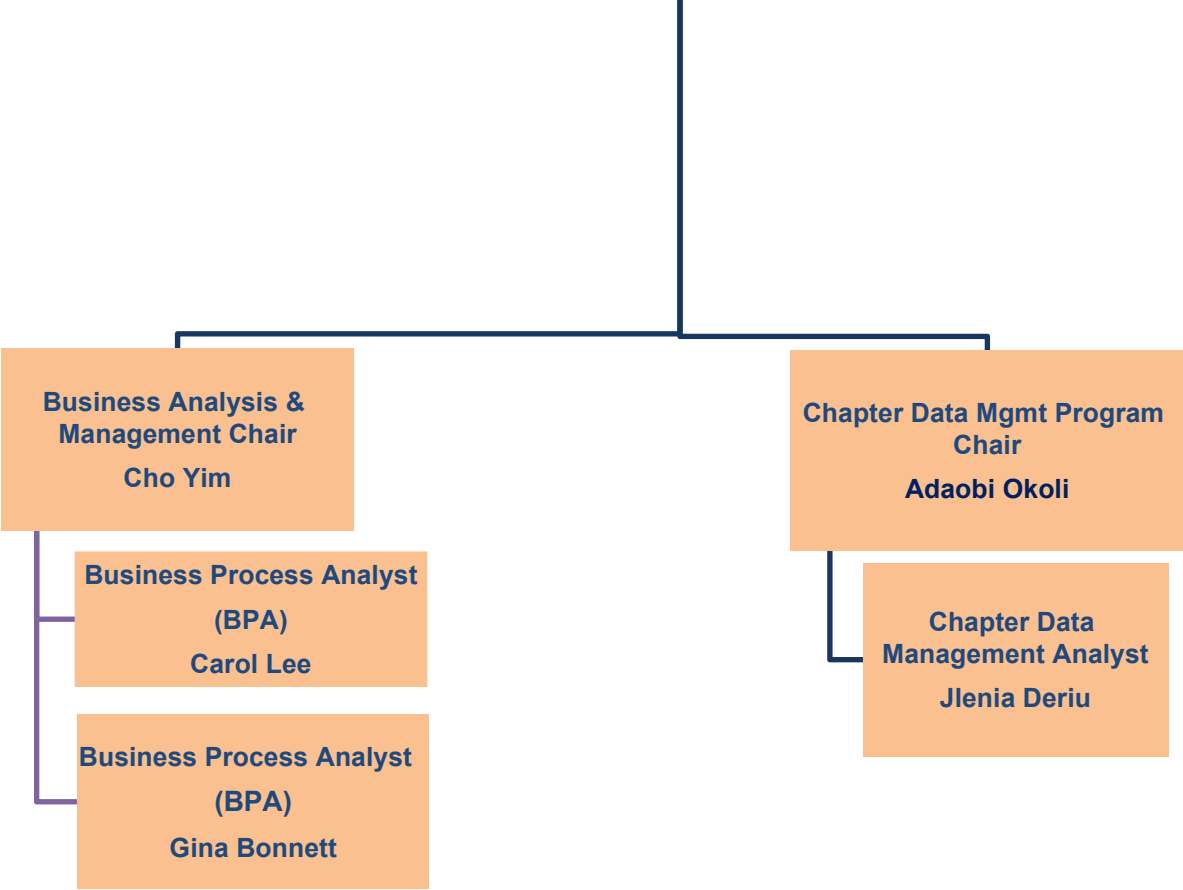 Business Analysis &
Management Chair
Cho Yim
Business Process Analyst
(BPA)
Carol Lee
Business Process Analyst
(BPA)
Gina Bonnett
Chapter Data Mgmt Program
Chair
Adaobi Okoli
Chapter Data
Management Analyst
Jlenia Deriu